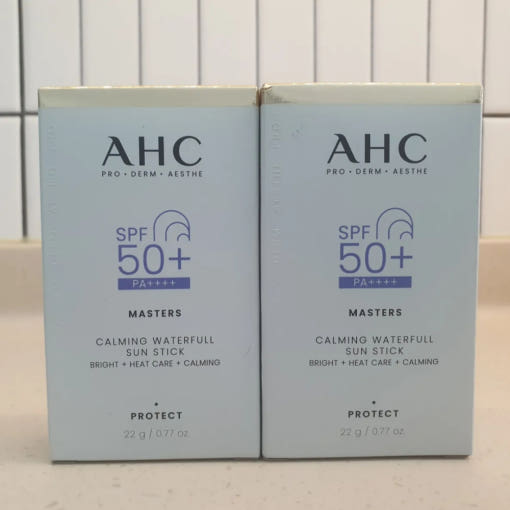 AHC
PRO • DERM • AESTHE
SPF
50+
PA++++
MASTERS
CALMING WATERFULL
SUN STICK
BRIGHT + HEAT CARE + CALMING
PROTECT
22 g / 0.77 oz.
AHC
PRO • DERM • AESTHE
SPF
50+
PA++++
MASTERS
CALMING WATERFULL
SUN STICK
BRIGHT + HEAT CARE + CALMING
PROTECT
22 g / 0.77 oz.